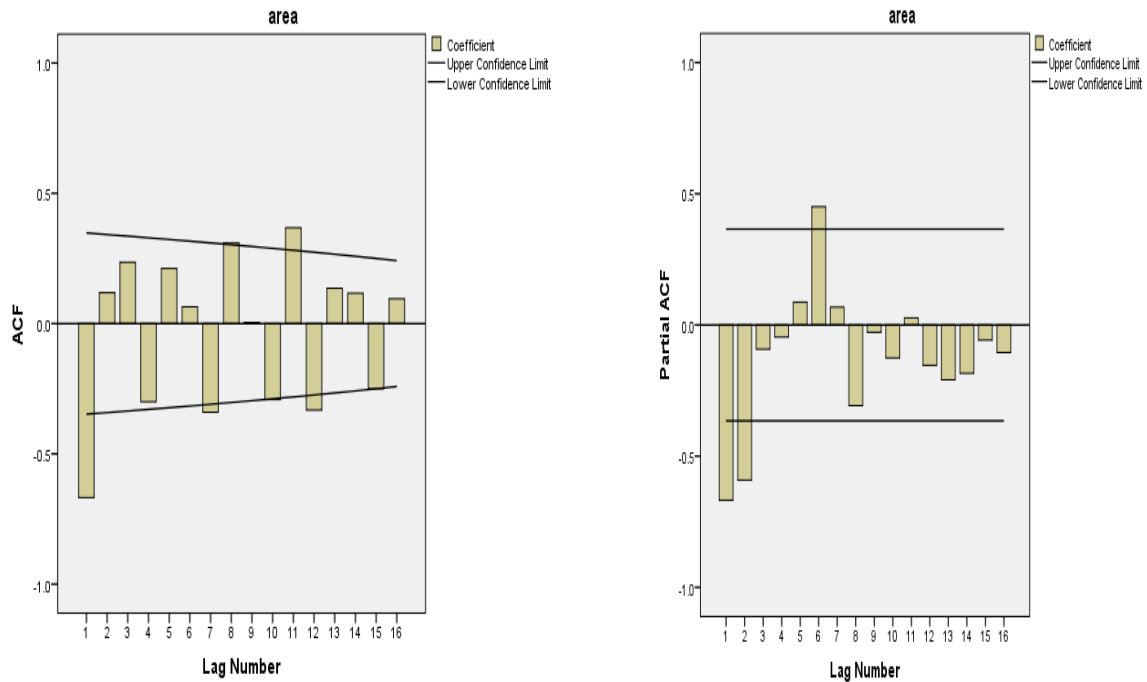 area
Coefficient
Upper Confidence Limit
Lower Confidence Limit
1.0
0.5
0.0
-0.5
-1.0
ACF
1 2 3 4 5 6 7 8 9 10 11 12 13 14 15 16
Lag Number
area
Coefficient
Upper Confidence Limit
Lower Confidence Limit
1.0
0.5
0.0
-0.5
-1.0
Partial ACF
1 2 3 4 5 6 7 8 9 10 11 12 13 14 15 16
Lag Number